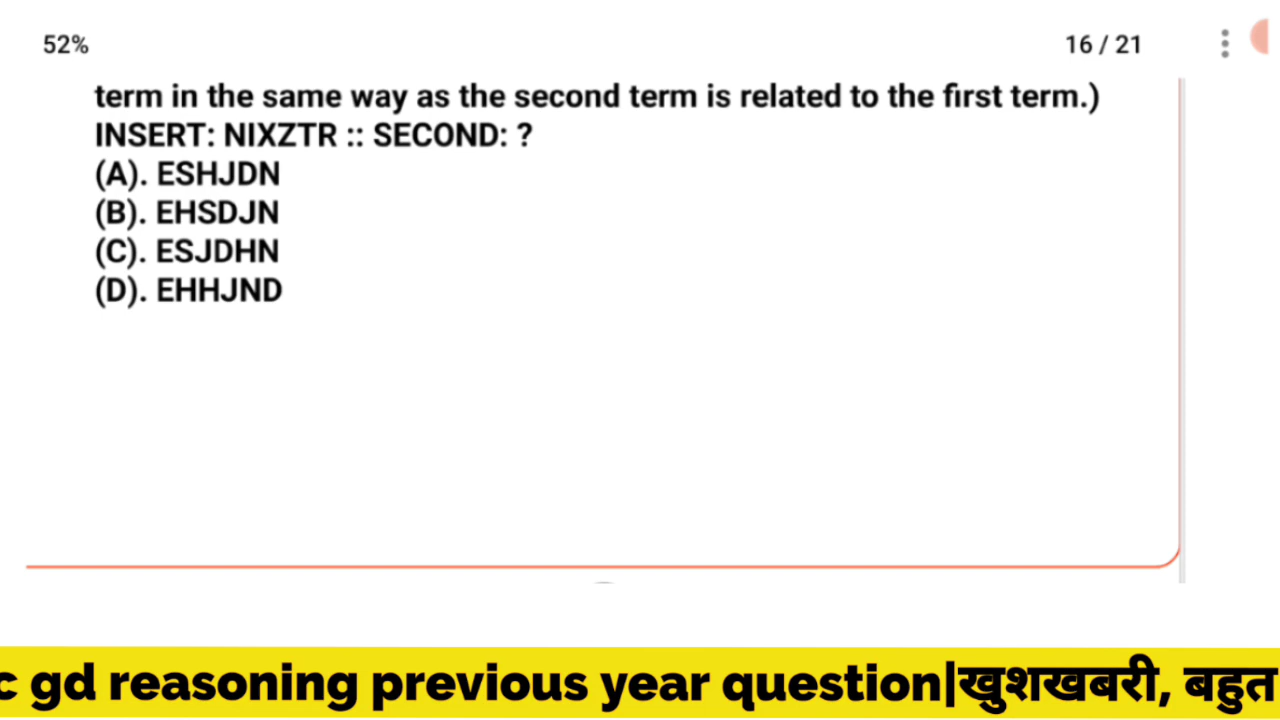 52%
16 / 21
term in the same way as the second term is related to the first term.)
INSERT: NIXZTR :: SECOND: ?
(A). ESHJDN
(B). EHSDJN
(C). ESJDHN
(D). EHHJND
c gd reasoning previous year question|खुशखबरी, बहुत